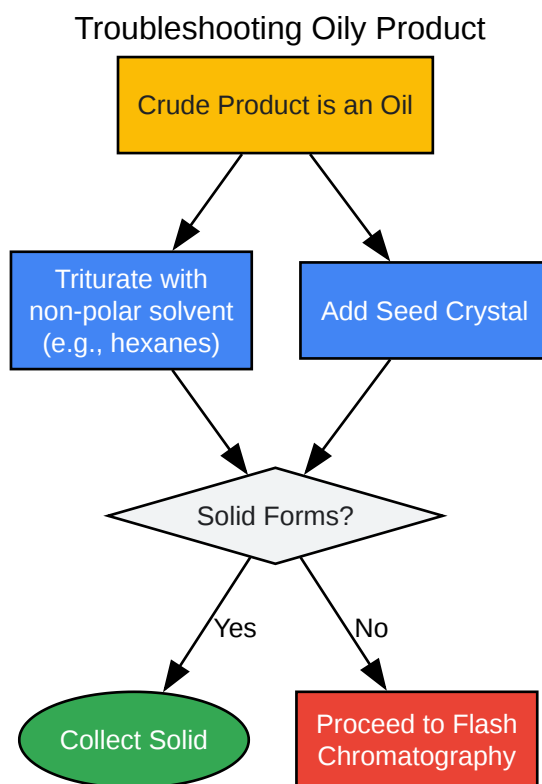 Troubleshooting Oily Product
Crude Product is an Oil
Triturate with
non-polar solvent
(e.g., hexanes)
Add Seed Crystal
Solid Forms?
Yes
No
Collect Solid
Proceed to Flash
Chromatography